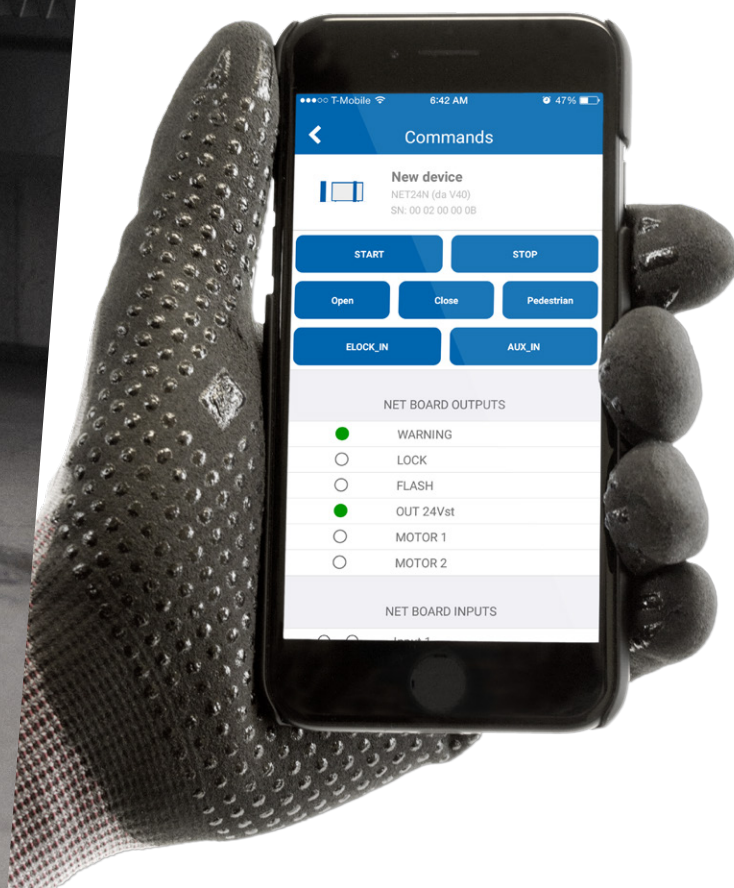 T-Mobile 6:42 AM 47%
Commands
New device
NET24N (da V40)
SN: 00 02 00 00 0B
START STOP
Open Close Pedestrian
ELOCK_IN AUX_IN
NET BOARD OUTPUTS
WARNING
LOCK
FLASH
OUT 24Vst
MOTOR 1
MOTOR 2
NET BOARD INPUTS
Input 1